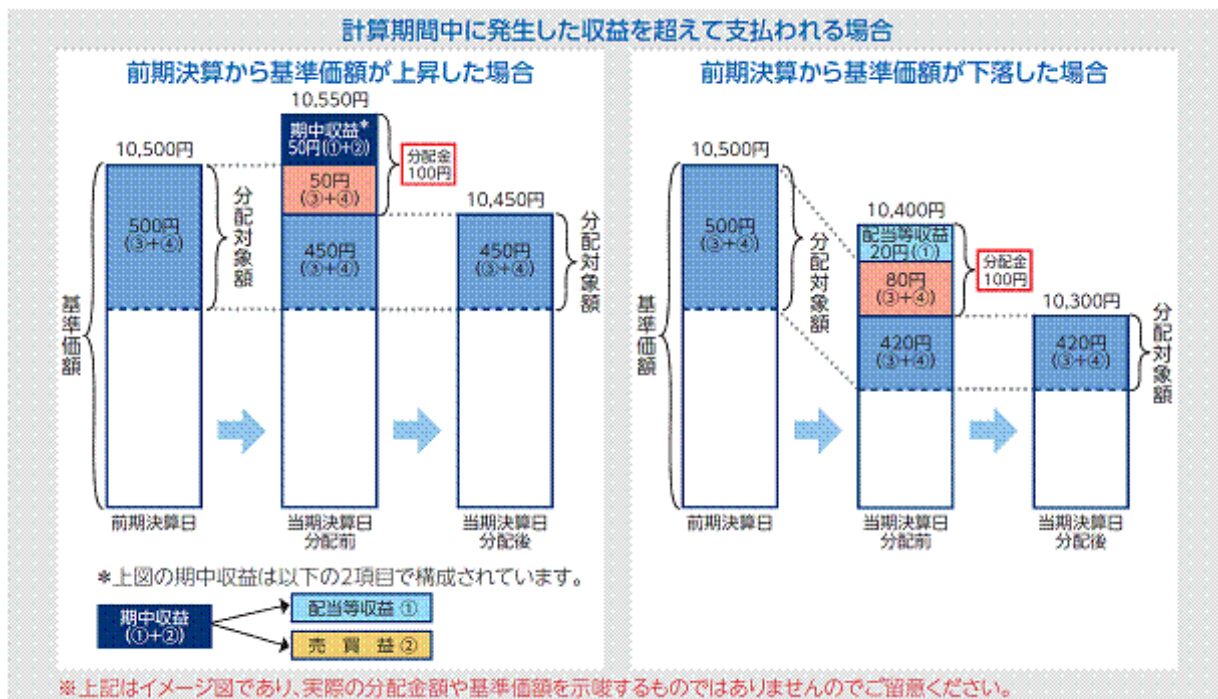 計算期間中に発生した収益を超えて支払われる場合
前期決算から基準価額が上昇した場合
10,550円
期中収益*
50円(①+②)
分配金
100円
10,500円
50円
(③+④)
10,450円
500円
(③+④)
分配対象額
450円
(③+④)
450円
(③+④)
分配対象額
基準価額
前期決算日
当期決算日
分配前
当期決算日
分配後
*上図の期中収益は以下の2項目で構成されています。
期中収益
(①+②)
配当等収益 ①
売 買 益 ②
前期決算から基準価額が下落した場合
10,500円
10,400円
配当等収益
20円(①)
分配金
100円
500円
(③+④)
分配対象額
80円
(③+④)
10,300円
420円
(③+④)
420円
(③+④)
分配対象額
基準価額
前期決算日
当期決算日
分配前
当期決算日
分配後
※上記はイメージ図であり、実際の分配金額や基準価額を示唆するものではありませんのでご留意ください。